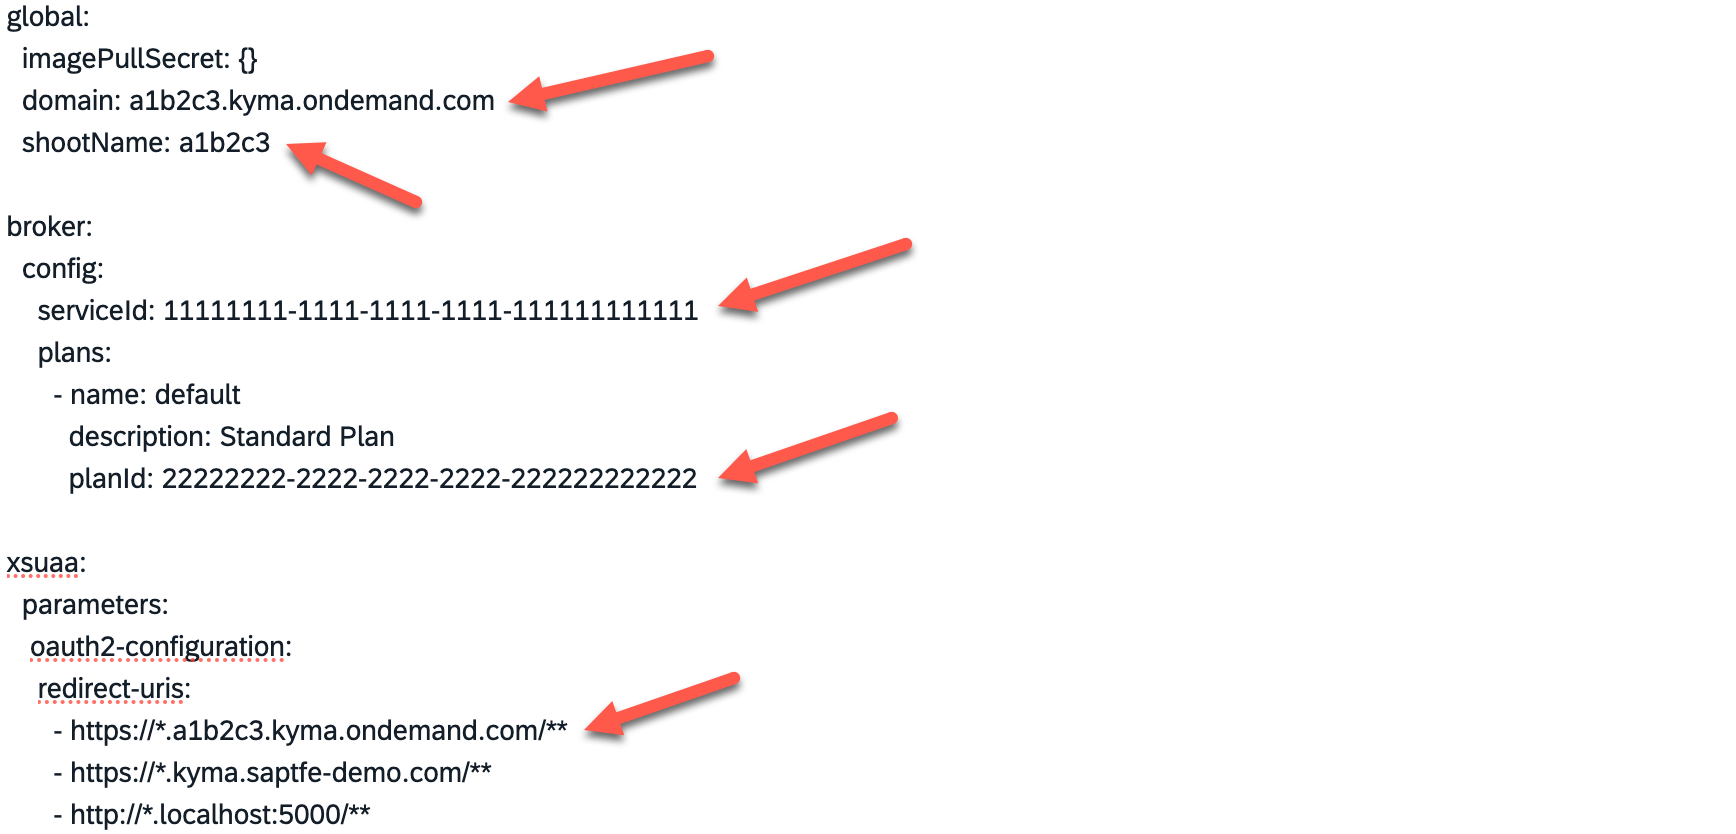 global:
imagePullSecret: {}
domain: a1b2c3.kyma.ondemand.com
shootName: a1b2c3
broker:
config:
serviceId: 11111111-1111-1111-1111-111111111111
plans:
- name: default
description: Standard Plan
planId: 22222222-2222-2222-2222-222222222222
xsuaa:
parameters:
oauth2-configuration:
redirect-uris:
- https://*.a1b2c3.kyma.ondemand.com/**
- https://*.kyma.saptfe-demo.com/**
- http://*.localhost:5000/**